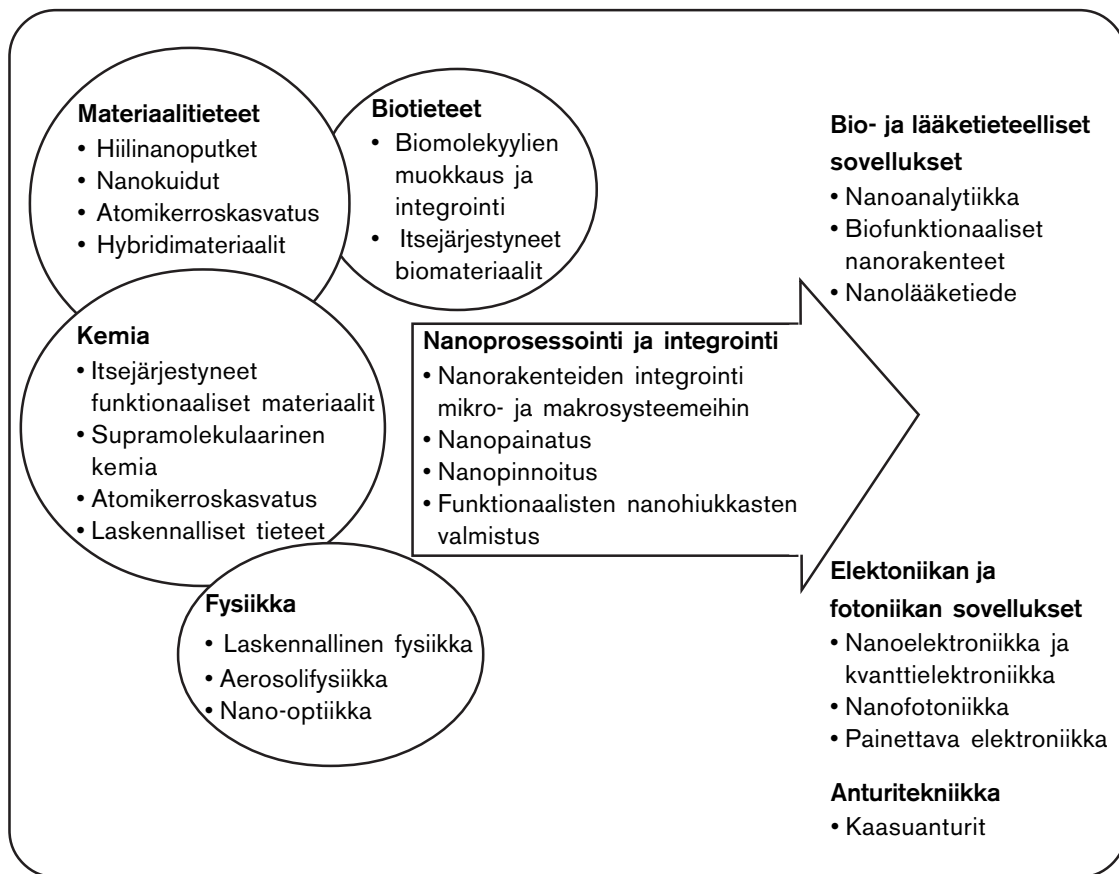 Materiaalitieteet
• Hiilinanoputket
• Nanokuidut
• Atomikerroskasvatus
• Hybridimateriaalit
Biotieteet
• Biomolekyylien
muokkaus ja
integrointi
• Itsejärjestyneet
biomateriaalit
Kemia
• Itsejärjestyneet
funktionaaliset materiaalit
• Supramolekulaarinen
kemia
• Atomikerroskasvatus
• Laskennalliset tieteet
Fysiikka
• Laskennallinen fysiikka
• Aerosolifysiikka
• Nano-optiikka
Nanoprosessointi ja integrointi
• Nanorakenteiden integrointi
mikro- ja makrosysteemeihin
• Nanopainatus
• Nanopinnoitus
• Funktionaalisten nanohiukkasten
valmistus
Bio- ja lääketieteelliset
sovellukset
• Nanoanalytiikka
• Biofunktionaaliset
nanorakenteet
• Nanolääketiede
Elektoniikan ja
fotoniikan sovellukset
• Nanoelektroniikka ja
kvanttielektroniikka
• Nanofotoniikka
• Painettava elektroniikka
Anturitekniikka
• Kaasuanturit